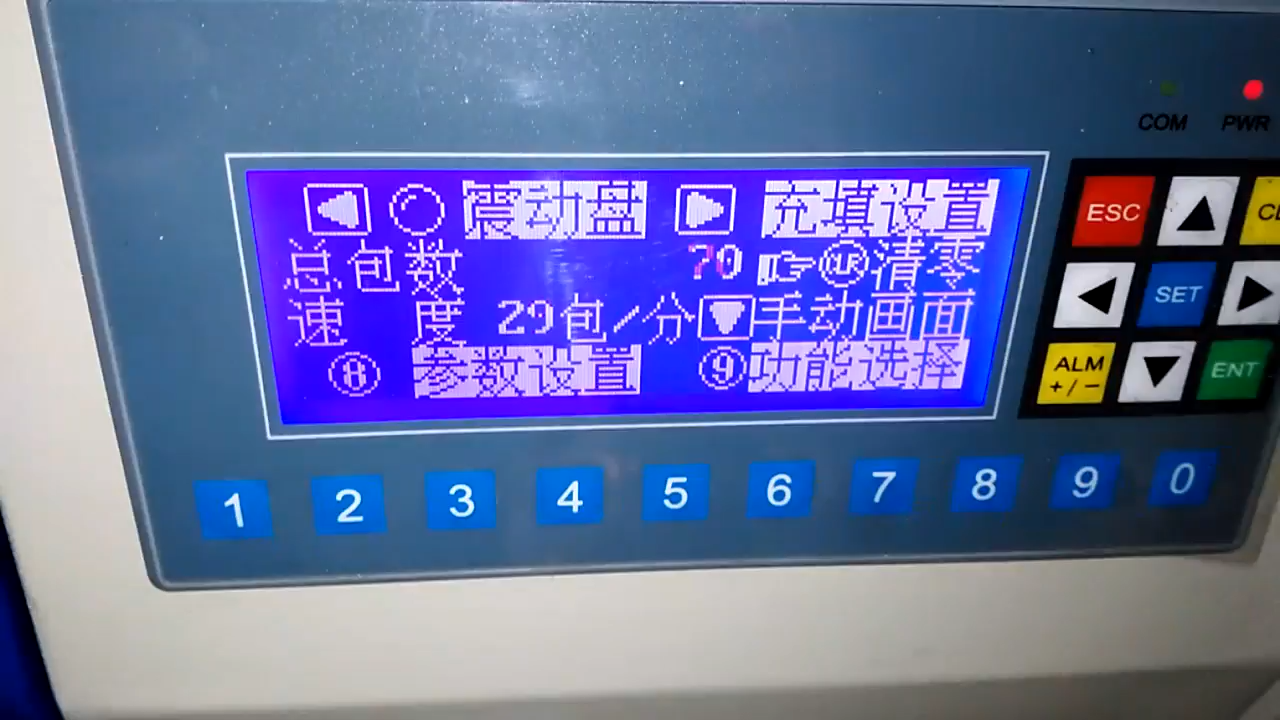 COM PWR
◀ 震动盘 ▶ 充填设置
总包数 70 清零
速 度 29包/分 ▼手动画面
⑧ 参数设置 ⑨功能选择
ESC ▲
◀ SET ▶
ALM +/- ▼ ENT
1 2 3 4 5 6 7 8 9 0